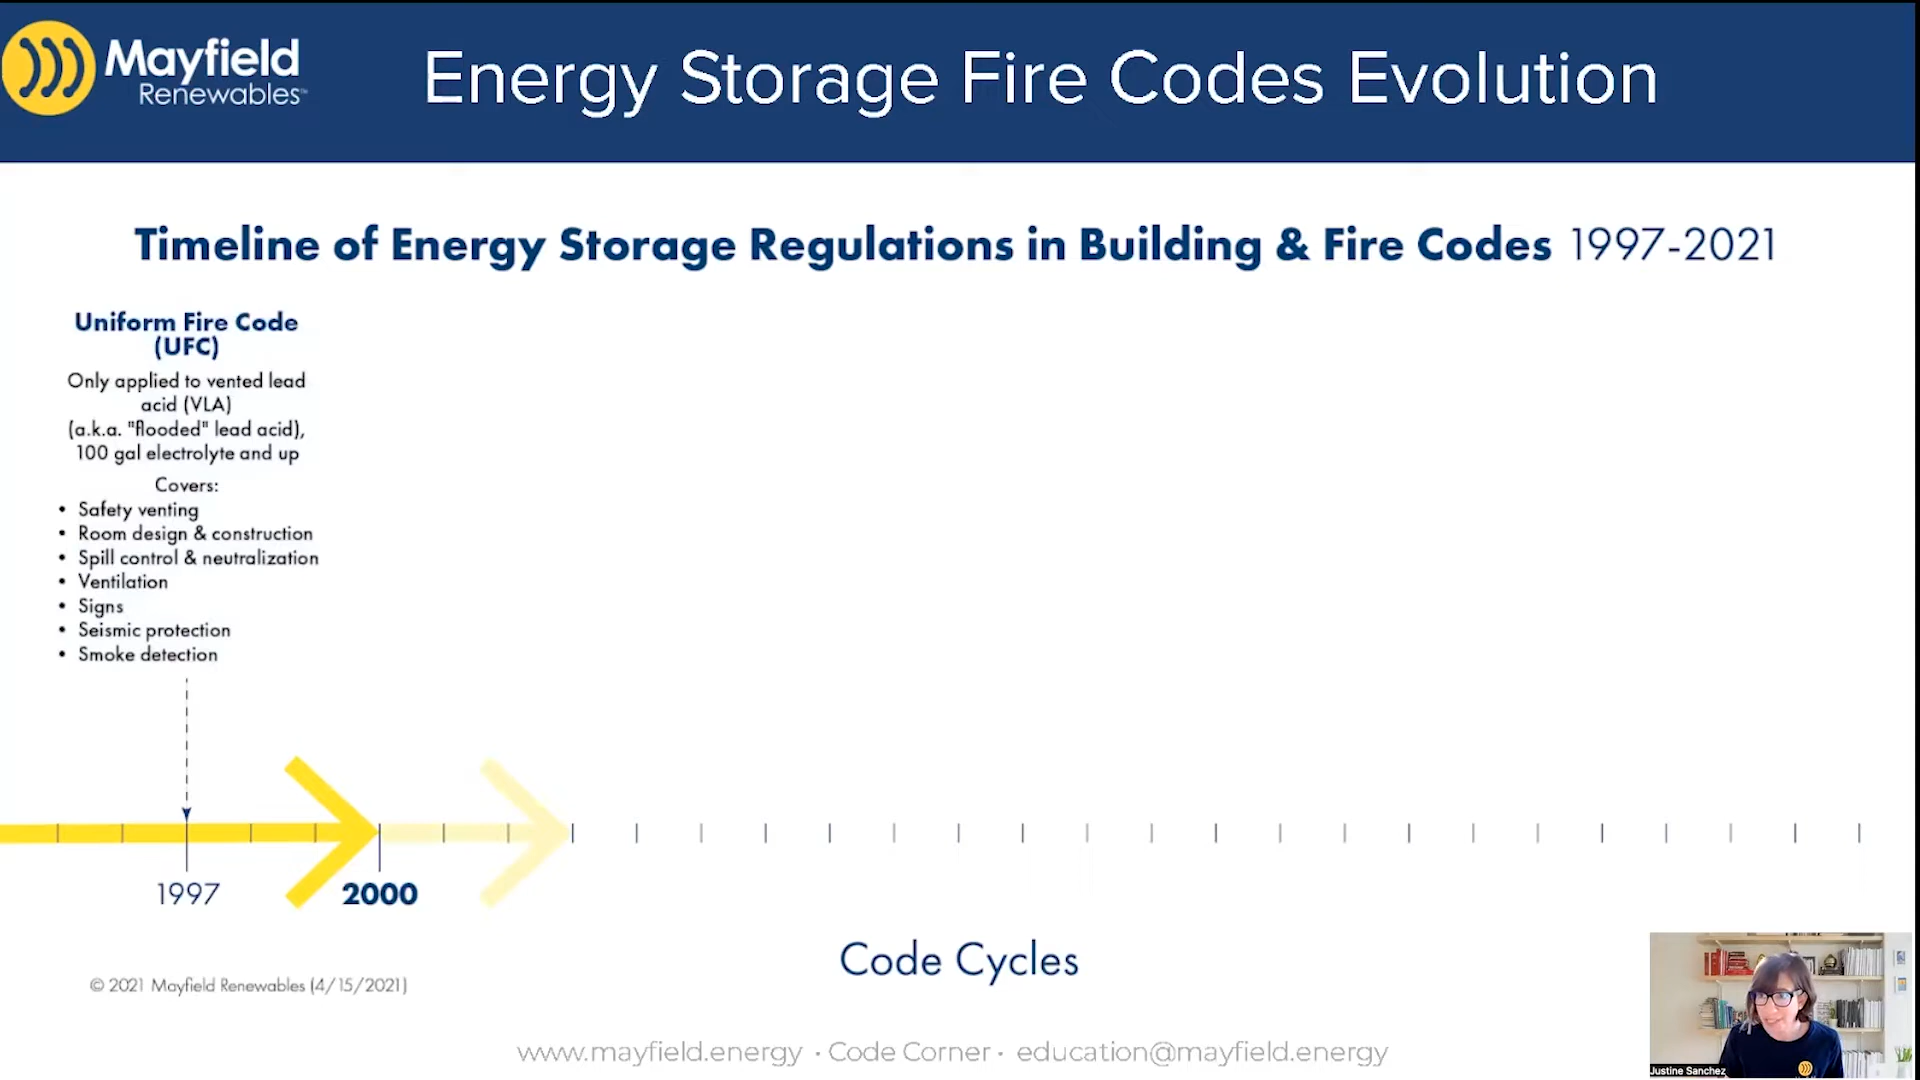 Mayfield
Renewables™
Energy Storage Fire Codes Evolution
Timeline of Energy Storage Regulations in Building & Fire Codes 1997-2021
Uniform Fire Code
(UFC)
Only applied to vented lead
acid (VLA)
(a.k.a. "flooded" lead acid),
100 gal electrolyte and up
Covers:
• Safety venting
• Room design & construction
• Spill control & neutralization
• Ventilation
• Signs
• Seismic protection
• Smoke detection
1997
2000
Code Cycles
© 2021 Mayfield Renewables (4/15/2021)
www.mayfield.energy • Code Corner • education@mayfield.energy
Justine Sanchez